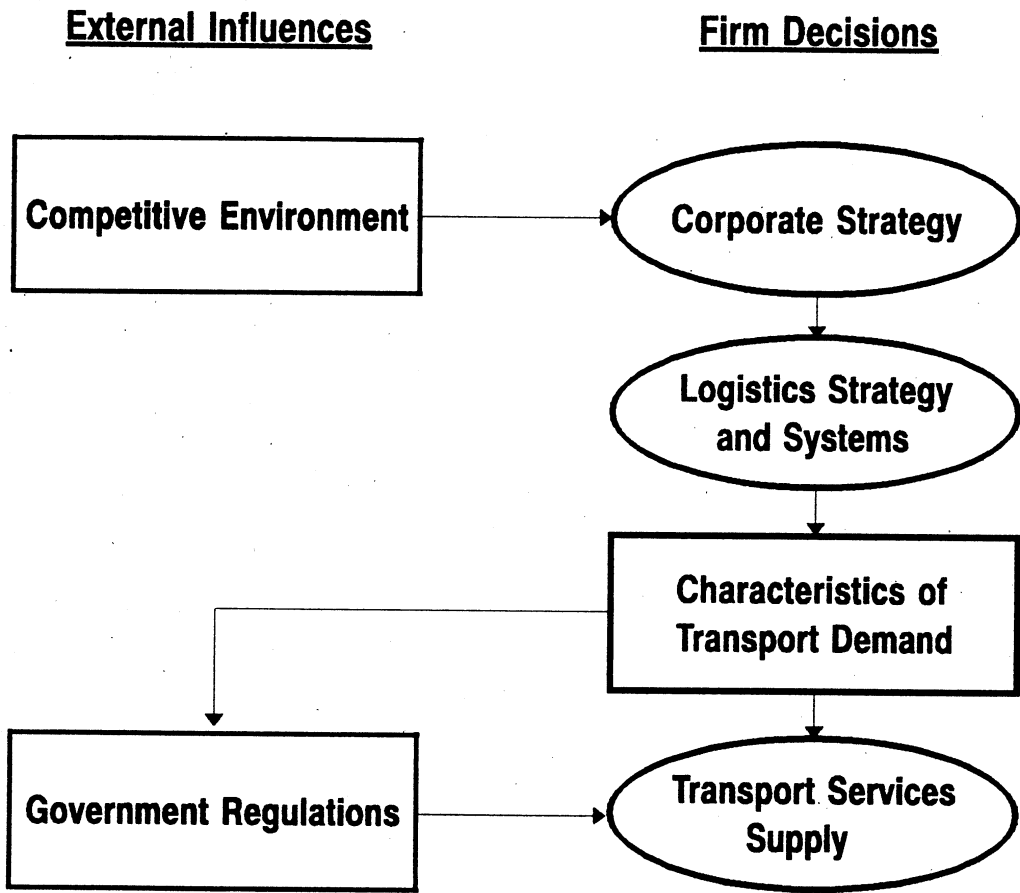 External Influences
Firm Decisions
Competitive Environment
Corporate Strategy
Logistics Strategy
and Systems
Characteristics of
Transport Demand
Government Regulations
Transport Services
Supply